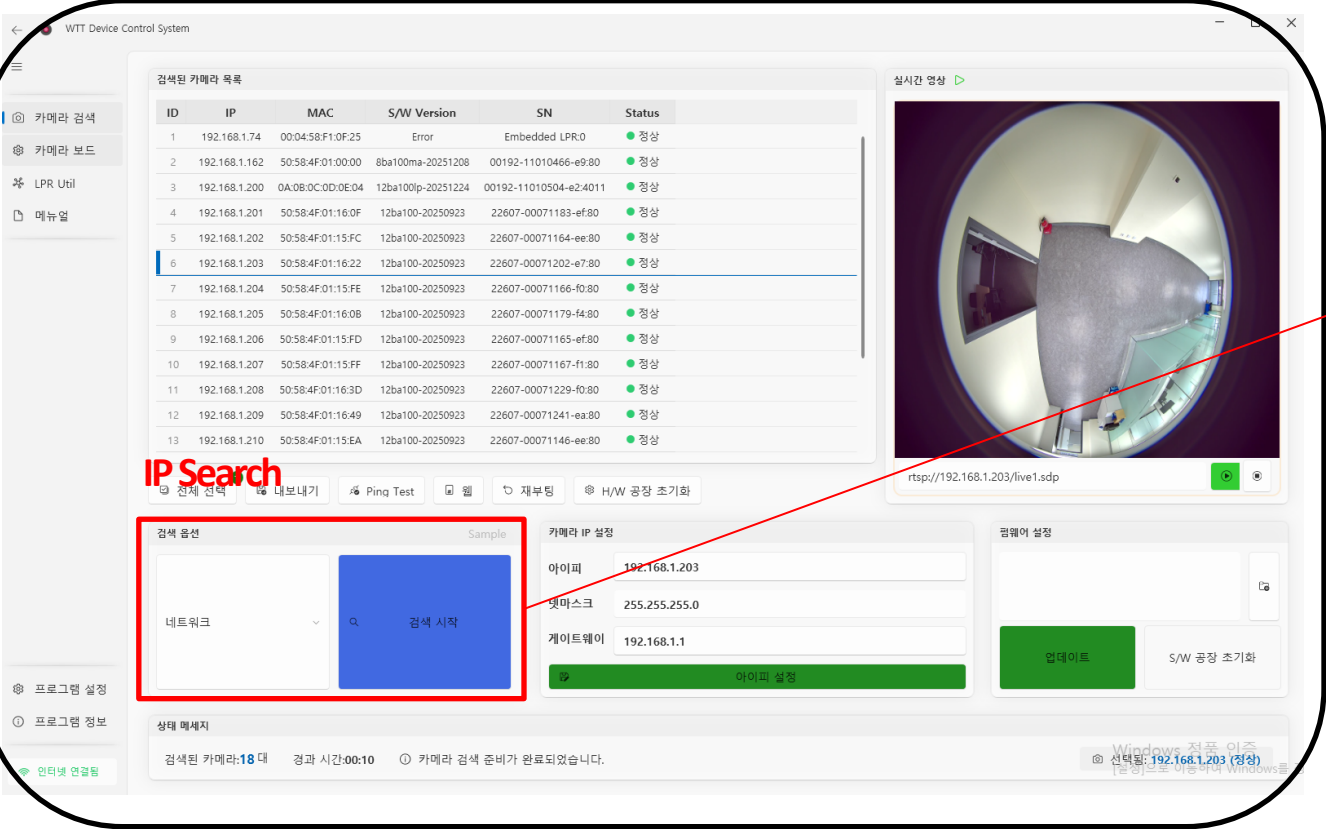 WTT Device Control System
카메라 검색
카메라 보드
LPR Util
메뉴얼
프로그램 설정
프로그램 정보
인터넷 연결됨
검색된 카메라 목록
ID IP MAC S/W Version SN Status
1 192.168.1.74 00:04:58:F1:0F:25 Error Embedded LPR:0 정상
2 192.168.1.162 50:58:4F:01:00:00 8ba100ma-20251208 00192-11010466-e9:80 정상
3 192.168.1.200 0A:0B:0C:0D:0E:04 12ba100lp-20251224 00192-11010504-e2:4011 정상
4 192.168.1.201 50:58:4F:01:16:0F 12ba100-20250923 22607-00071183-ef:80 정상
5 192.168.1.202 50:58:4F:01:15:FC 12ba100-20250923 22607-00071164-ee:80 정상
6 192.168.1.203 50:58:4F:01:16:22 12ba100-20250923 22607-00071202-e7:80 정상
7 192.168.1.204 50:58:4F:01:15:FE 12ba100-20250923 22607-00071166-f0:80 정상
8 192.168.1.205 50:58:4F:01:16:0B 12ba100-20250923 22607-00071179-f4:80 정상
9 192.168.1.206 50:58:4F:01:15:FD 12ba100-20250923 22607-00071165-ef:80 정상
10 192.168.1.207 50:58:4F:01:15:FF 12ba100-20250923 22607-00071167-f1:80 정상
11 192.168.1.208 50:58:4F:01:16:3D 12ba100-20250923 22607-00071229-f0:80 정상
12 192.168.1.209 50:58:4F:01:16:49 12ba100-20250923 22607-00071241-ea:80 정상
13 192.168.1.210 50:58:4F:01:15:EA 12ba100-20250923 22607-00071146-ee:80 정상
실시간 영상
rtsp://192.168.1.203/live1.sdp
IP Search
전체 선택 내보내기 Ping Test 웹 재부팅 H/W 공장 초기화
검색 옵션 Sample
네트워크 검색 시작
카메라 IP 설정
아이피 192.168.1.203
넷마스크 255.255.255.0
게이트웨이 192.168.1.1
아이피 설정
펌웨어 설정
업데이트 S/W 공장 초기화
상태 메세지
검색된 카메라:18 대 경과 시간:00:10 카메라 검색 준비가 완료되었습니다.
선택됨: 192.168.1.203 (정상)
Windows 정품 인증
[설정]으로 이동하여 Windows를